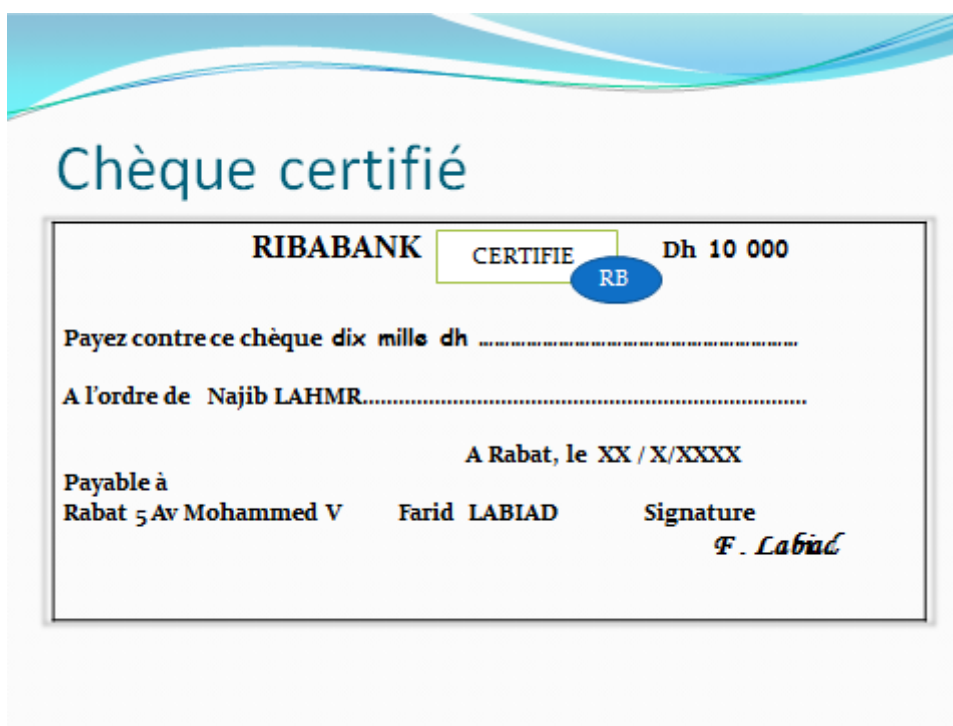 Chèque certifié
RIBABANK CERTIFIE Dh 10 000
RB
Payez contre ce chèque dix mille dh ............................................................
A l'ordre de Najib LAHMR..........................................................................
A Rabat, le XX / X/XXXX
Payable à
Rabat 5 Av Mohammed V Farid LABIAD Signature
F. Labiad